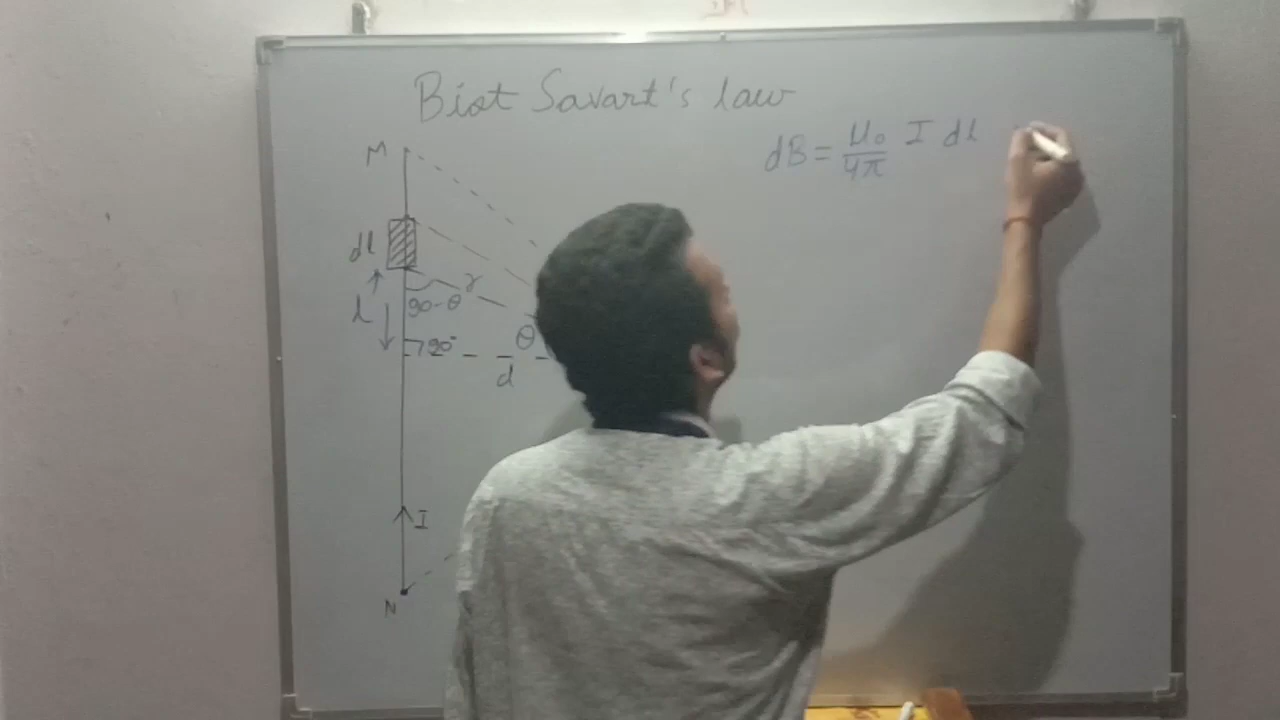 Biot Savart's law
M
dB = μ₀/4π I dl
dl
r
90-θ
l
θ
90°
d
I
N